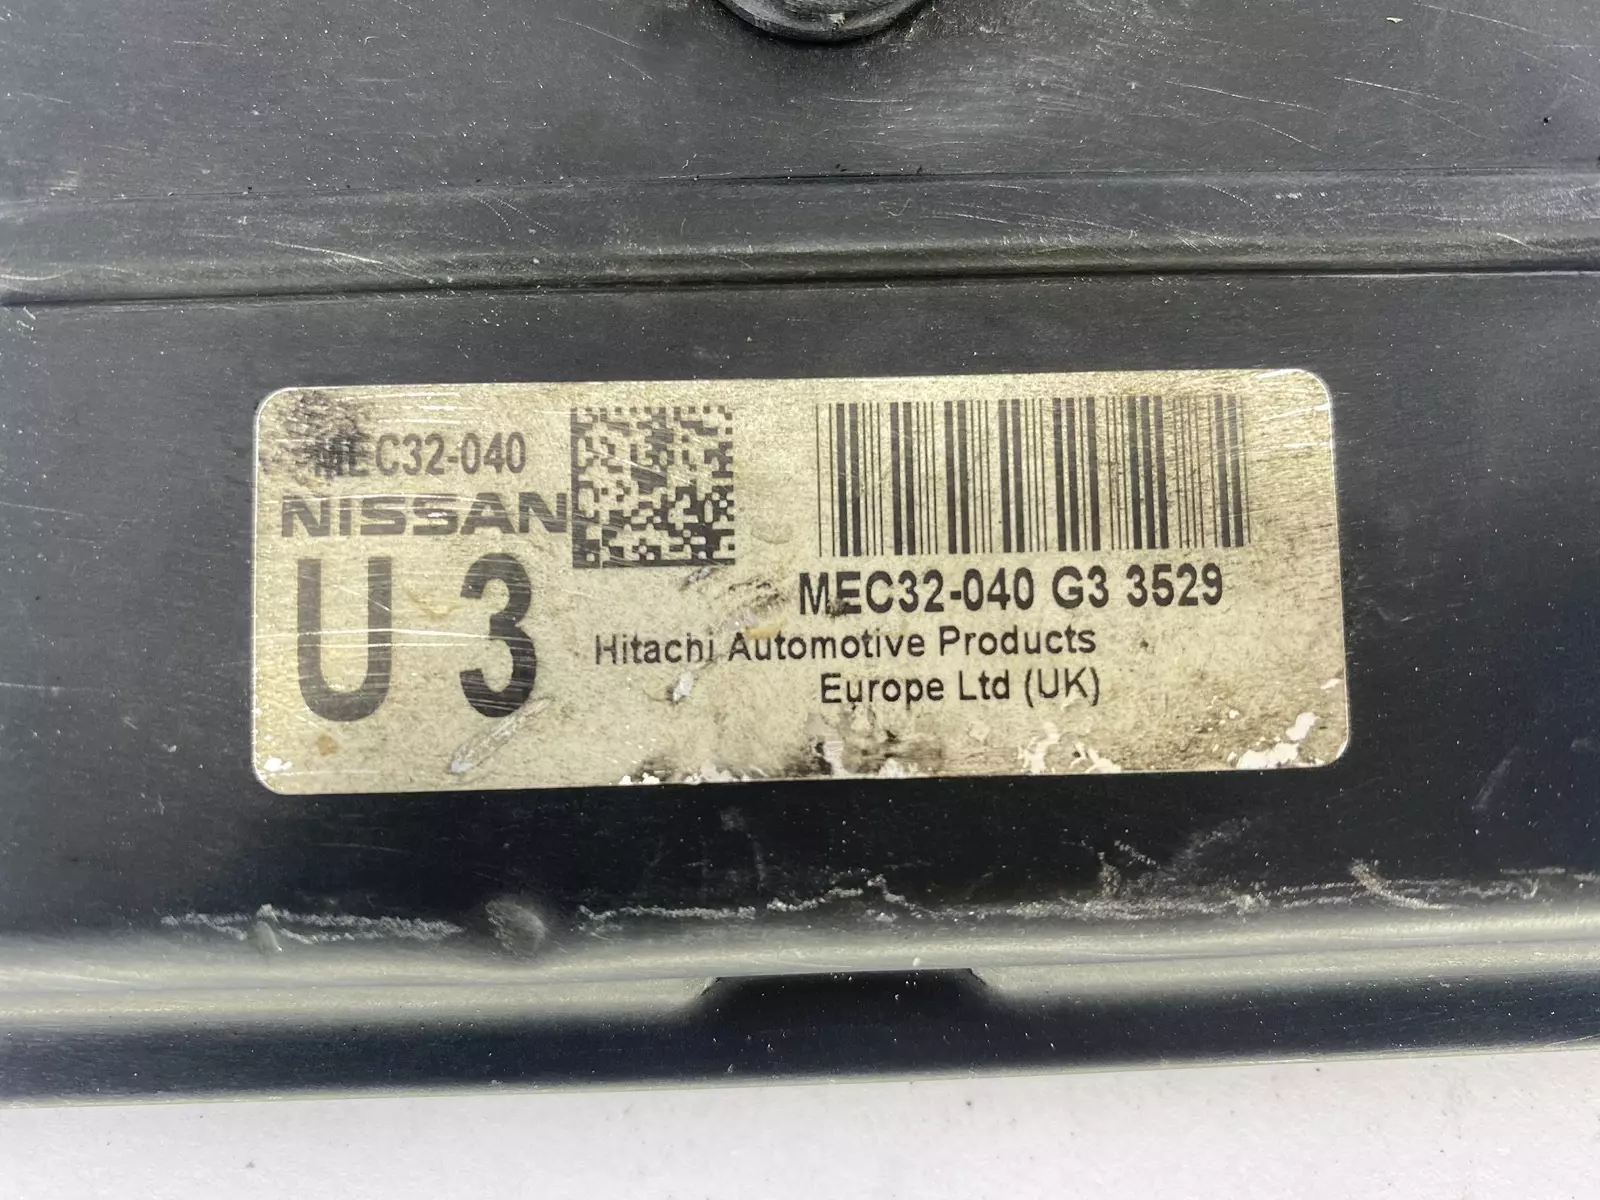 MEC32-040
NISSAN
U 3
MEC32-040 G3 3529
Hitachi Automotive Products
Europe Ltd (UK)